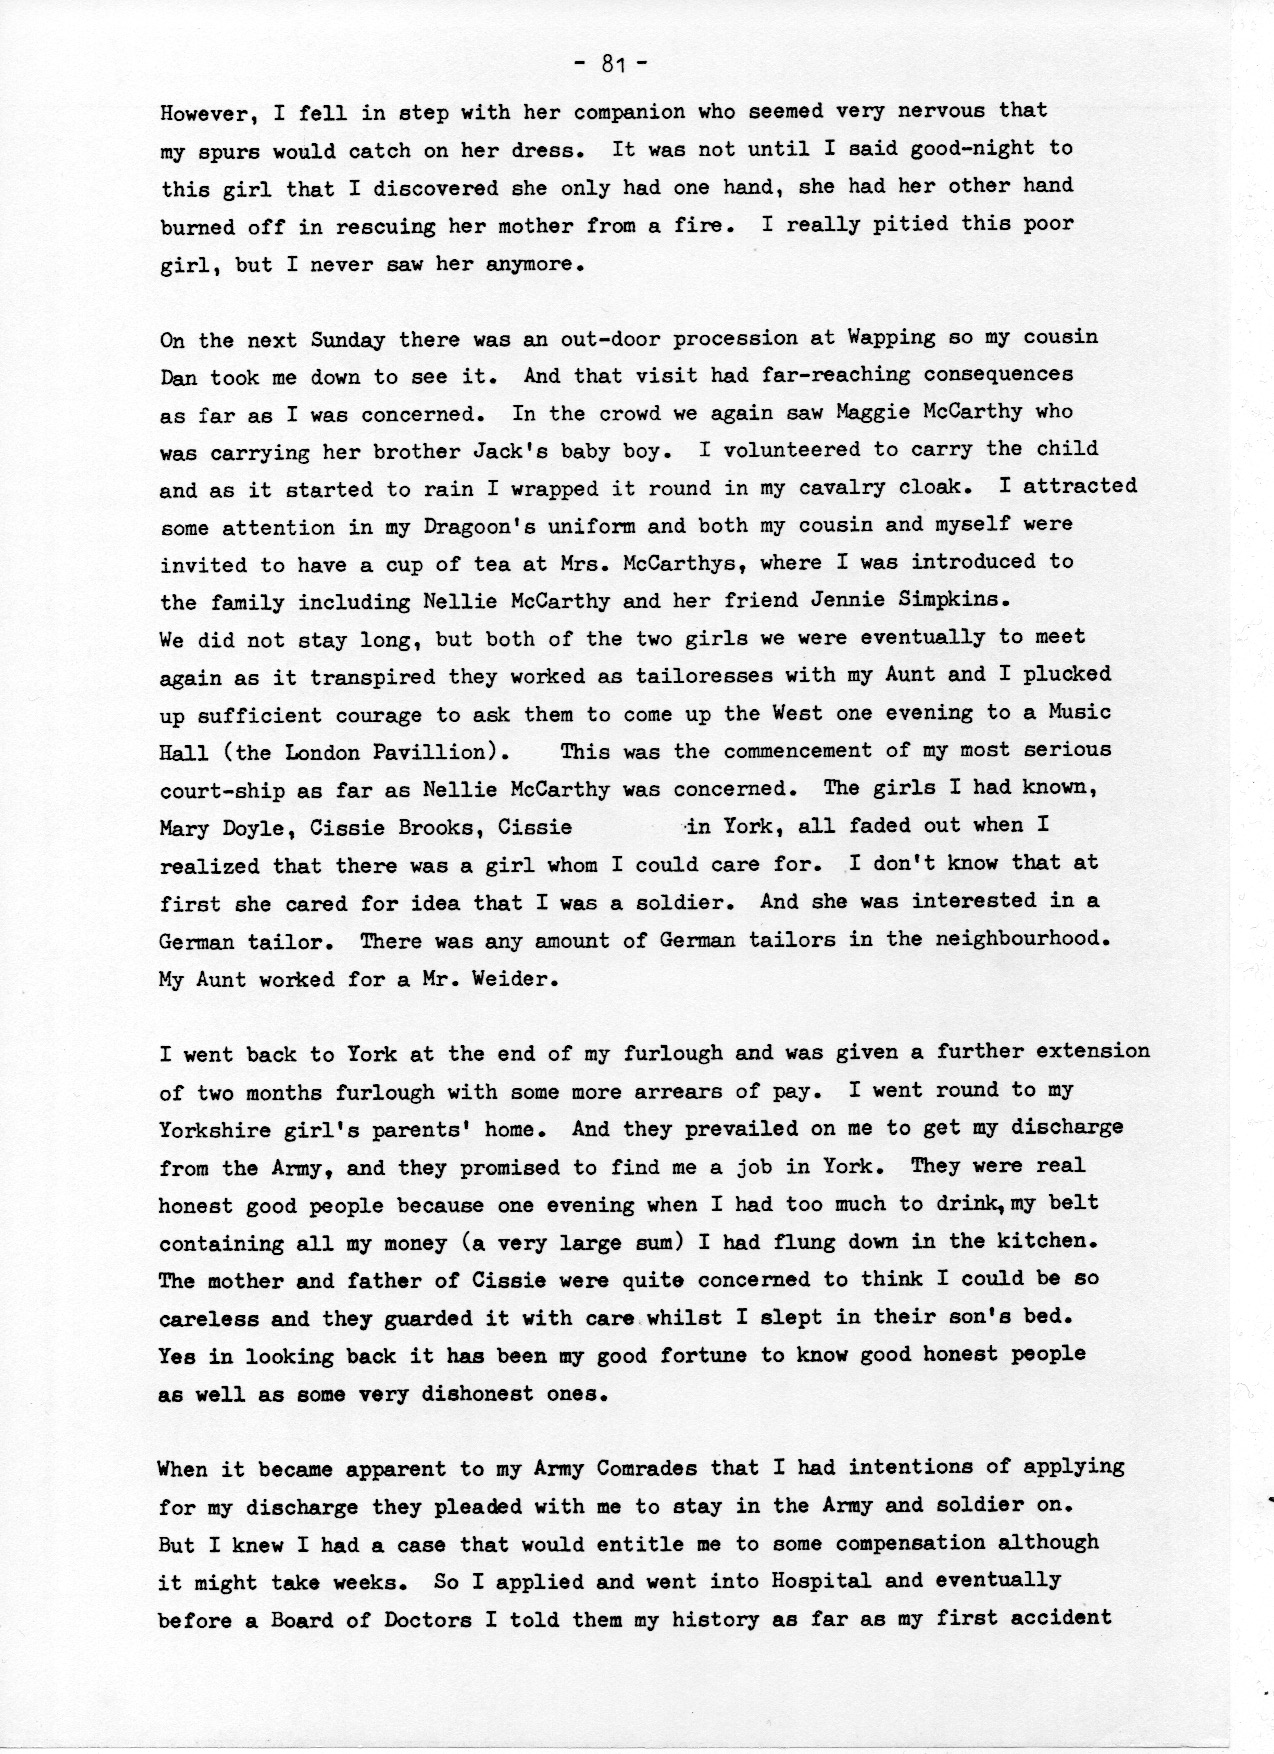 - 81 -
However, I fell in step with her companion who seemed very nervous that
my spurs would catch on her dress. It was not until I said good-night to
this girl that I discovered she only had one hand, she had her other hand
burned off in rescuing her mother from a fire. I really pitied this poor
girl, but I never saw her anymore.
On the next Sunday there was an out-door procession at Wapping so my cousin
Dan took me down to see it. And that visit had far-reaching consequences
as far as I was concerned. In the crowd we again saw Maggie McCarthy who
was carrying her brother Jack's baby boy. I volunteered to carry the child
and as it started to rain I wrapped it round in my cavalry cloak. I attracted
some attention in my Dragoon's uniform and both my cousin and myself were
invited to have a cup of tea at Mrs. McCarthys, where I was introduced to
the family including Nellie McCarthy and her friend Jennie Simpkins.
We did not stay long, but both of the two girls we were eventually to meet
again as it transpired they worked as tailoresses with my Aunt and I plucked
up sufficient courage to ask them to come up the West one evening to a Music
Hall (the London Pavillion). This was the commencement of my most serious
court-ship as far as Nellie McCarthy was concerned. The girls I had known,
Mary Doyle, Cissie Brooks, Cissie in York, all faded out when I
realized that there was a girl whom I could care for. I don't know that at
first she cared for idea that I was a soldier. And she was interested in a
German tailor. There was any amount of German tailors in the neighbourhood.
My Aunt worked for a Mr. Weider.
I went back to York at the end of my furlough and was given a further extension
of two months furlough with some more arrears of pay. I went round to my
Yorkshire girl's parents' home. And they prevailed on me to get my discharge
from the Army, and they promised to find me a job in York. They were real
honest good people because one evening when I had too much to drink, my belt
containing all my money (a very large sum) I had flung down in the kitchen.
The mother and father of Cissie were quite concerned to think I could be so
careless and they guarded it with care whilst I slept in their son's bed.
Yes in looking back it has been my good fortune to know good honest people
as well as some very dishonest ones.
When it became apparent to my Army Comrades that I had intentions of applying
for my discharge they pleaded with me to stay in the Army and soldier on.
But I knew I had a case that would entitle me to some compensation although
it might take weeks. So I applied and went into Hospital and eventually
before a Board of Doctors I told them my history as far as my first accident